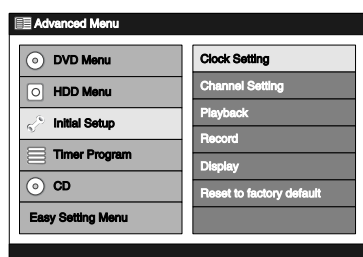 Advanced Menu
DVD Menu
HDD Menu
Initial Setup
Timer Program
CD
Easy Setting Menu
Clock Setting
Channel Setting
Playback
Record
Display
Reset to factory default